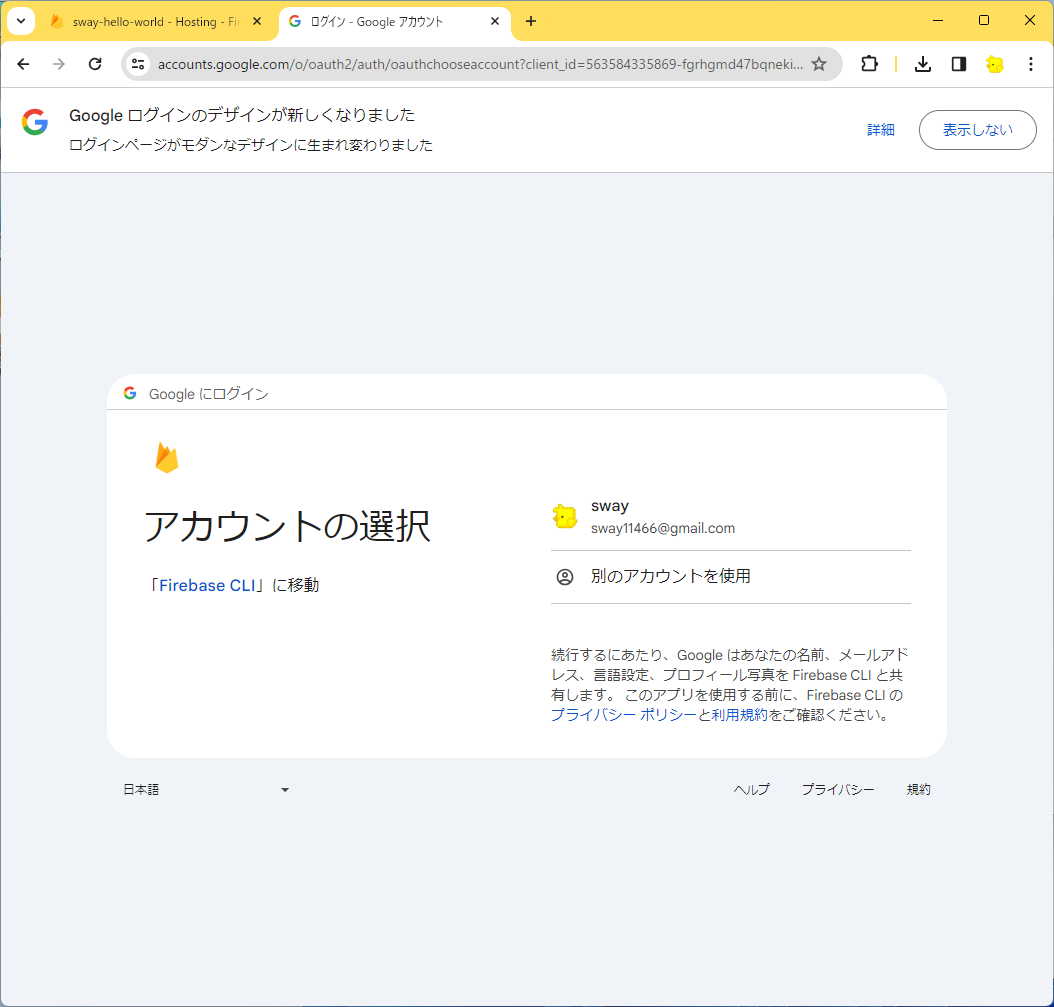 sway-hello-world - Hosting - Fi
ログイン - Google アカウント
accounts.google.com/o/oauth2/auth/oauthchooseaccount?client_id=563584335869-fgrhgmd47bqneki...
Google ログインのデザインが新しくなりました
ログインページがモダンなデザインに生まれ変わりました
詳細
表示しない
Google にログイン
アカウントの選択
「Firebase CLI」に移動
sway
sway11466@gmail.com
別のアカウントを使用
続行するにあたり、Google はあなたの名前、メールアド
レス、言語設定、プロフィール写真を Firebase CLI と共
有します。 このアプリを使用する前に、Firebase CLI の
プライバシー ポリシーと利用規約をご確認ください。
日本語
ヘルプ
プライバシー
規約